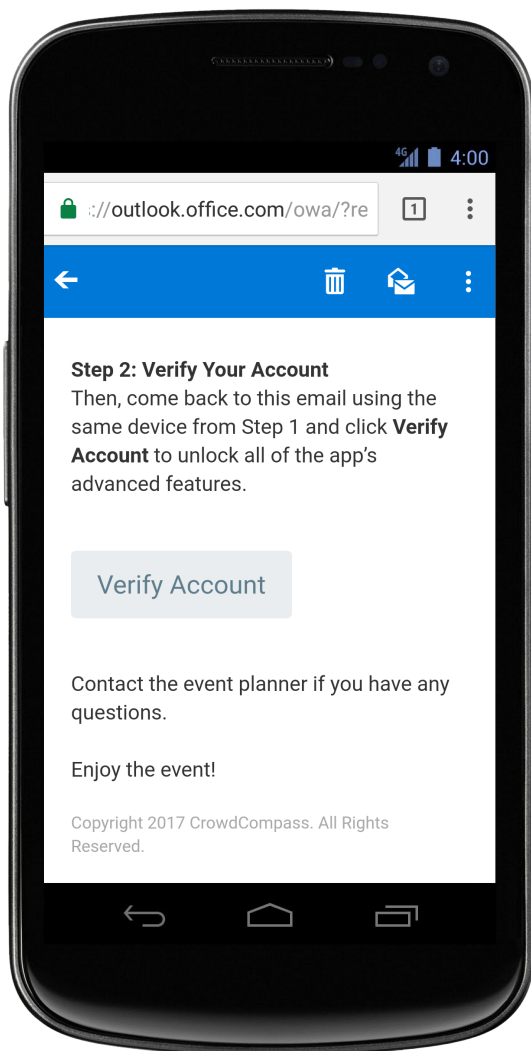 4G 4:00
://outlook.office.com/owa/?re
1
Step 2: Verify Your Account
Then, come back to this email using the
same device from Step 1 and click Verify
Account to unlock all of the app's
advanced features.
Verify Account
Contact the event planner if you have any
questions.
Enjoy the event!
Copyright 2017 CrowdCompass. All Rights
Reserved.